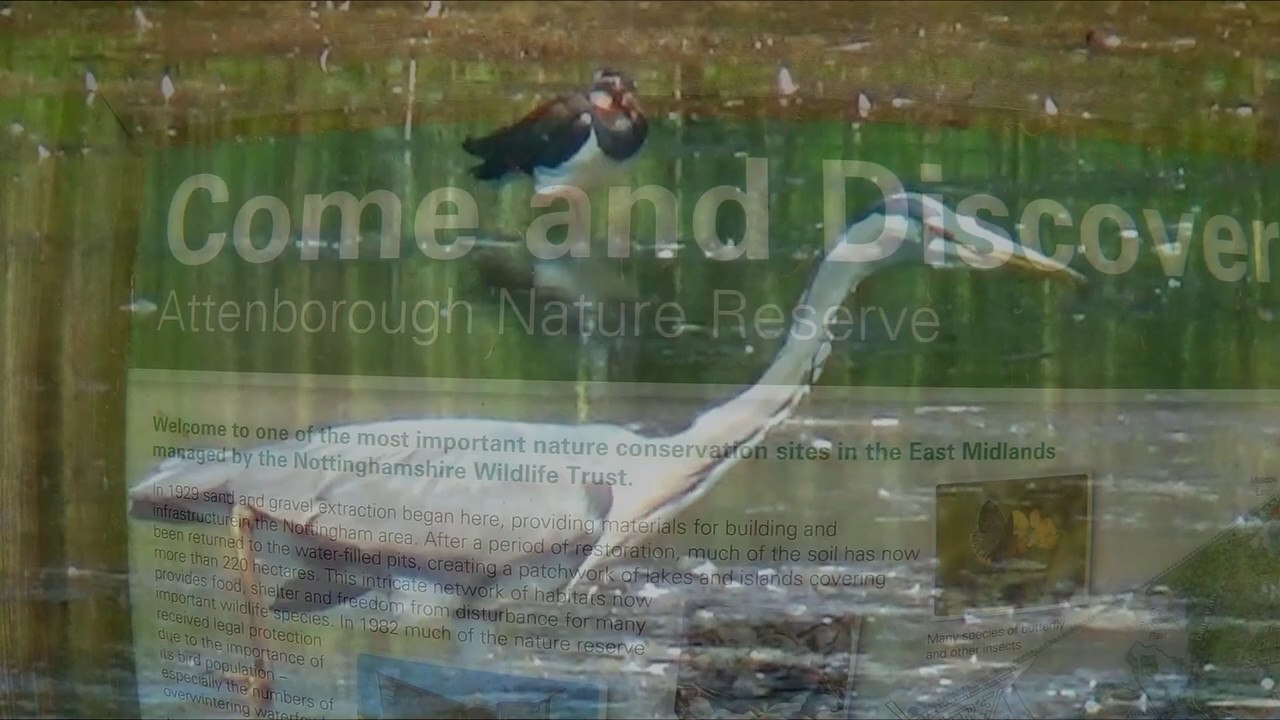 Come and Discover
Attenborough Nature Reserve
Welcome to one of the most important nature conservation sites in the East Midlands
managed by the Nottinghamshire Wildlife Trust.
In 1929 sand and gravel extraction began here, providing materials for building and
infrastructure in the Nottingham area. After a period of restoration, much of the soil has now
been returned to the water-filled pits, creating a patchwork of lakes and islands covering
more than 220 hectares. This intricate network of habitats now
provides food, shelter and freedom from disturbance for many
important wildlife species. In 1982 much of the nature reserve
received legal protection
due to the importance of
its bird population –
especially the numbers of
overwintering
Many species of butterfly
and other insects